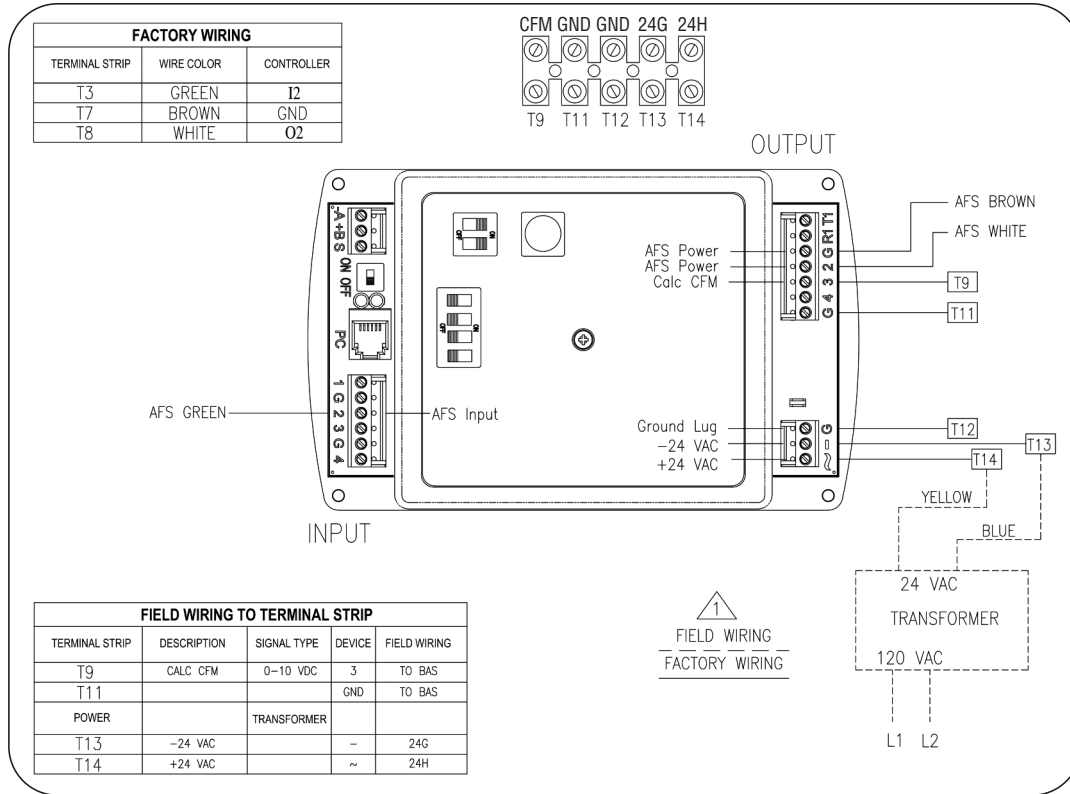 FACTORY WIRING
TERMINAL STRIP WIRE COLOR CONTROLLER
T3 GREEN I2
T7 BROWN GND
T8 WHITE O2
CFM GND GND 24G 24H
T9 T11 T12 T13 T14
OUTPUT
-A +B S
ON OFF
PC
1 G 2 3 G 4
OFF ON
OFF ON
T1 R1 G 2 3 4 G
AFS Power
AFS Power
Calc CFM
AFS BROWN
AFS WHITE
T9
T11
AFS GREEN
AFS Input
Ground Lug
-24 VAC
+24 VAC
G - ~
T12
T13
T14
INPUT
YELLOW
BLUE
24 VAC
TRANSFORMER
120 VAC
L1 L2
1
FIELD WIRING
FACTORY WIRING
FIELD WIRING TO TERMINAL STRIP
TERMINAL STRIP DESCRIPTION SIGNAL TYPE DEVICE FIELD WIRING
T9 CALC CFM 0-10 VDC 3 TO BAS
T11 GND TO BAS
POWER TRANSFORMER
T13 -24 VAC - 24G
T14 +24 VAC ~ 24H